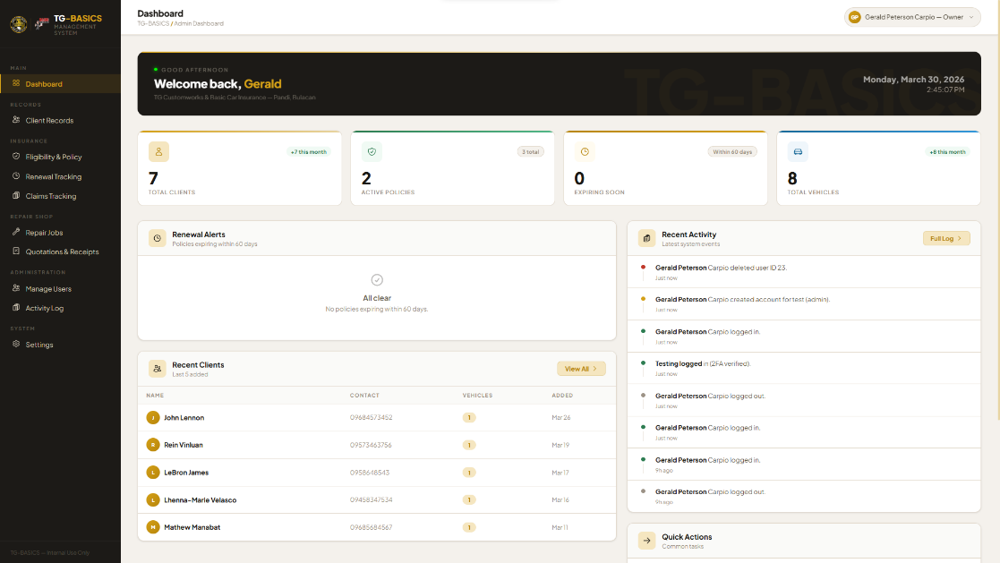 TG-BASICS
MANAGEMENT
SYSTEM
MAIN
Dashboard
RECORDS
Client Records
INSURANCE
Eligibility & Policy
Renewal Tracking
Claims Tracking
REPAIR SHOP
Repair Jobs
Quotations & Receipts
ADMINISTRATION
Manage Users
Activity Log
SYSTEM
Settings
TG-BASICS — Internal Use Only
Dashboard
TG-BASICS / Admin Dashboard
GP Gerald Peterson Carpio — Owner
GOOD AFTERNOON
Welcome back, Gerald
TG Customworks & Basic Car Insurance — Pandi, Bulacan
TG-BASICS
Monday, March 30, 2026
2:45:07 PM
+7 this month
7
TOTAL CLIENTS
3 total
2
ACTIVE POLICIES
Within 60 days
0
EXPIRING SOON
+8 this month
8
TOTAL VEHICLES
Renewal Alerts
Policies expiring within 60 days
All clear
No policies expiring within 60 days.
Recent Clients
Last 5 added
View All
NAME CONTACT VEHICLES ADDED
J John Lennon 09684573452 1 Mar 26
R Rein Vinluan 09573463756 1 Mar 19
L LeBron James 0958648543 1 Mar 17
L Lhenna-Marie Velasco 09458347534 1 Mar 16
M Mathew Manabat 09685684567 1 Mar 11
Recent Activity
Latest system events
Full Log
Gerald Peterson Carpio deleted user ID 23.
Just now
Gerald Peterson Carpio created account for test (admin).
Just now
Gerald Peterson Carpio logged in.
Just now
Testing logged in (2FA verified).
Just now
Gerald Peterson Carpio logged out.
Just now
Gerald Peterson Carpio logged in.
Just now
Gerald Peterson Carpio logged in.
9h ago
Gerald Peterson Carpio logged out.
9h ago
Quick Actions
Common tasks